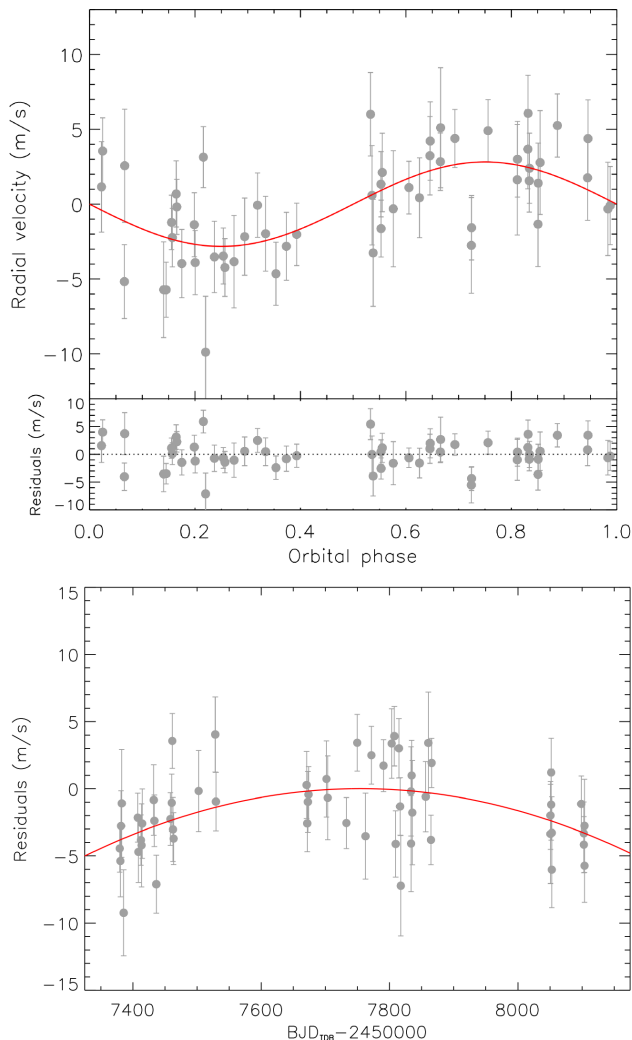 10
5
0
−5
−10
Radial velocity (m/s)
10
5
0
−5
−10
Residuals (m/s)
0.0 0.2 0.4 0.6 0.8 1.0
Orbital phase
15
10
5
0
−5
−10
−15
Residuals (m/s)
7400 7600 7800 8000
BJD_TDB−2450000